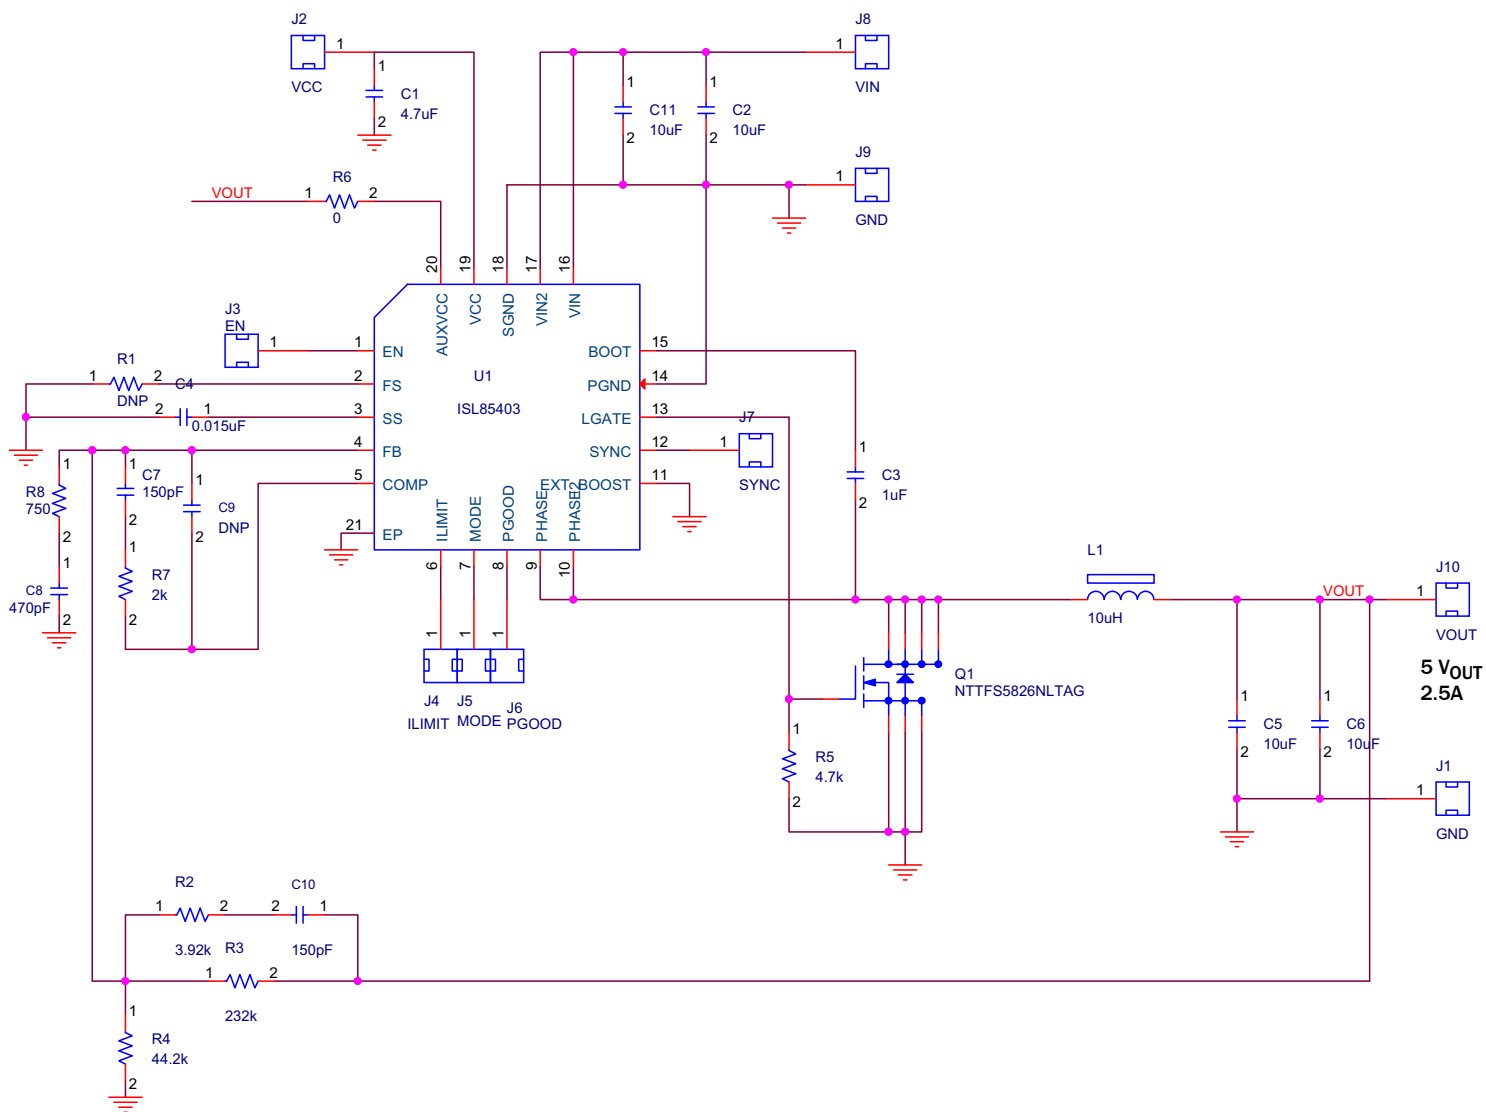 J2
1
VCC
1
C1
4.7uF
2
J8
1
VIN
1
C11
10uF
2
1
C2
10uF
2
J9
1
GND
VOUT
1
R6
2
0
20
19
18
17
16
AUXVCC
VCC
SGND
VIN2
VIN
J3
EN
1
1
EN
R1
1
2
DNP
2
FS
C4
2
1
0.015uF
3
SS
4
FB
5
COMP
21
EP
U1
ISL85403
BOOT
15
PGND
14
LGATE
13
SYNC
12
EXT_BOOST
11
ILIMIT
MODE
PGOOD
PHASE
PHASE2
6
7
8
9
10
J7
1
SYNC
1
C3
1uF
2
1
R8
750
2
1
C8
470pF
2
1
C7
150pF
2
1
R7
2k
2
1
C9
DNP
2
1
1
1
J4
ILIMIT
J5
MODE
J6
PGOOD
L1
10uH
VOUT
J10
1
VOUT
5 VOUT
2.5A
Q1
NTTFS5826NLTAG
1
R5
4.7k
2
1
C5
10uF
2
1
C6
10uF
2
J1
1
GND
R2
1
2
3.92k
C10
2
1
150pF
R3
1
2
232k
1
R4
44.2k
2